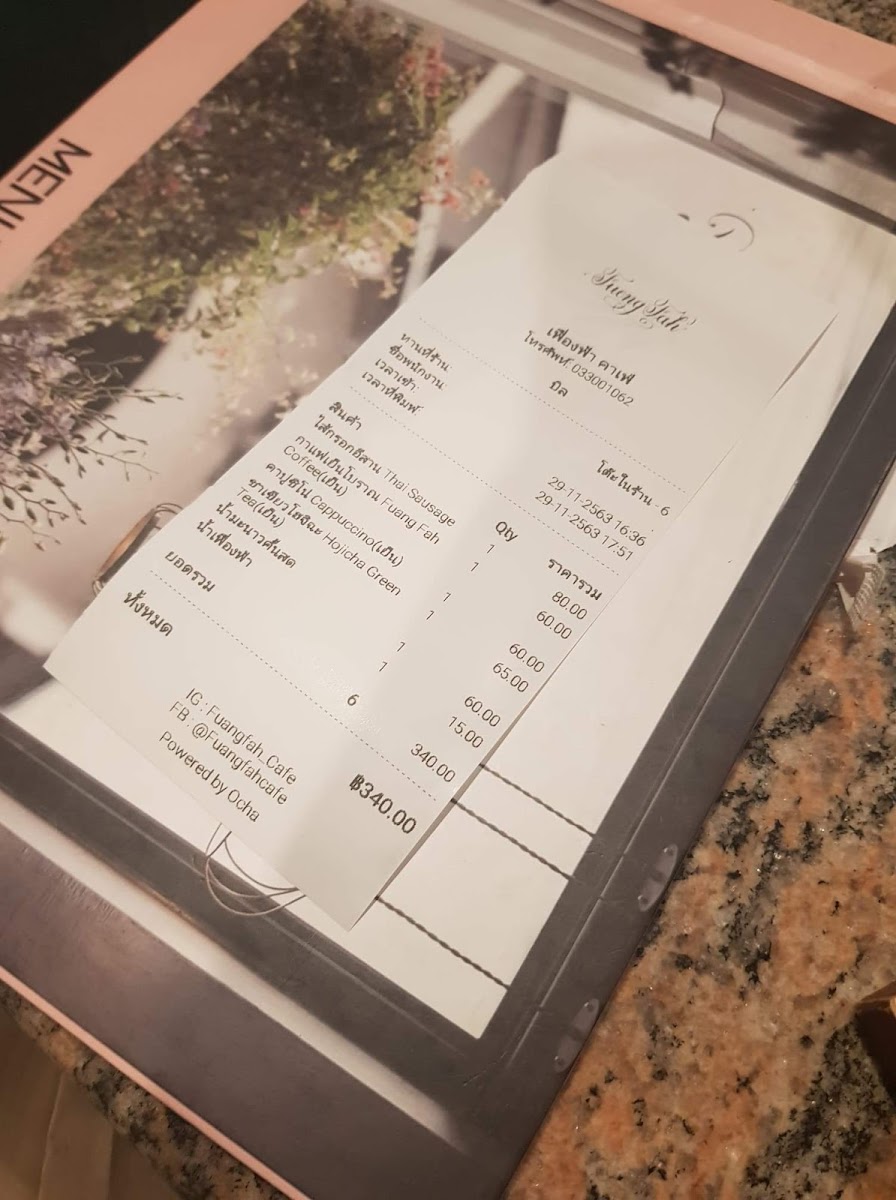 MENU
Fueng Fah
เฟื่องฟ้า คาเฟ่
โทรศัพท์: 033001062
บิล
ทานที่ร้าน: โต๊ะในร้าน 6
ชื่อพนักงาน:
เวลาเข้า: 29-11-2563 16:36
เวลาที่พิมพ์: 29-11-2563 17:51
สินค้า Qty ราคารวม
ไส้กรอกอีสาน Thai Sausage 1 80.00
กาแฟเย็นโบราณ Fuang Fah 1 60.00
Coffee(เย็น)
คาปูชิโน่ Cappuccino(เย็น) 1 60.00
ชาเขียวโฮจิฉะ Hojicha Green 1 65.00
Tea(เย็น)
น้ำมะนาวคั้นสด 1 60.00
น้ำเฟื่องฟ้า 1 15.00
ยอดรวม 6 340.00
ทั้งหมด ฿340.00
IG : Fuangfah_Cafe
FB : @Fuangfahcafe
Powered by Ocha